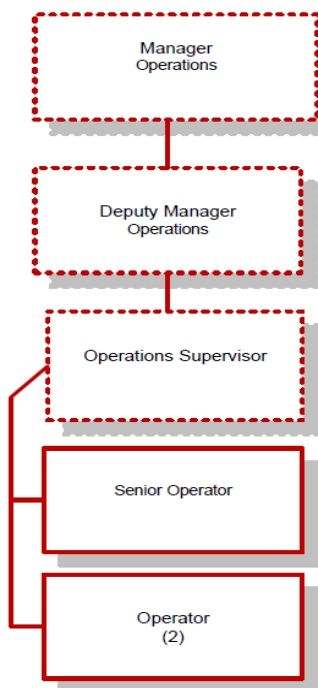 Manager
Operations
Deputy Manager
Operations
Operations Supervisor
Senior Operator
Operator
(2)